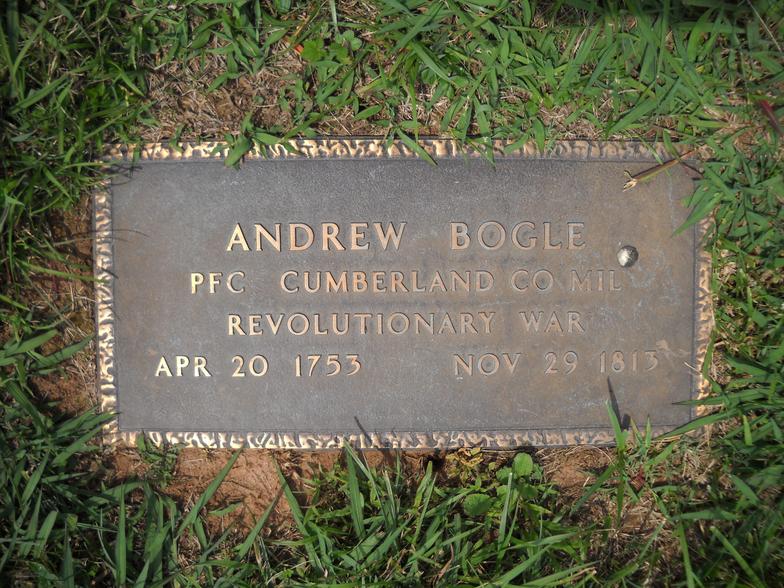 ANDREW BOGLE
PFC CUMBERLAND CO MIL
REVOLUTIONARY WAR
APR 20 1753 NOV 29 1813